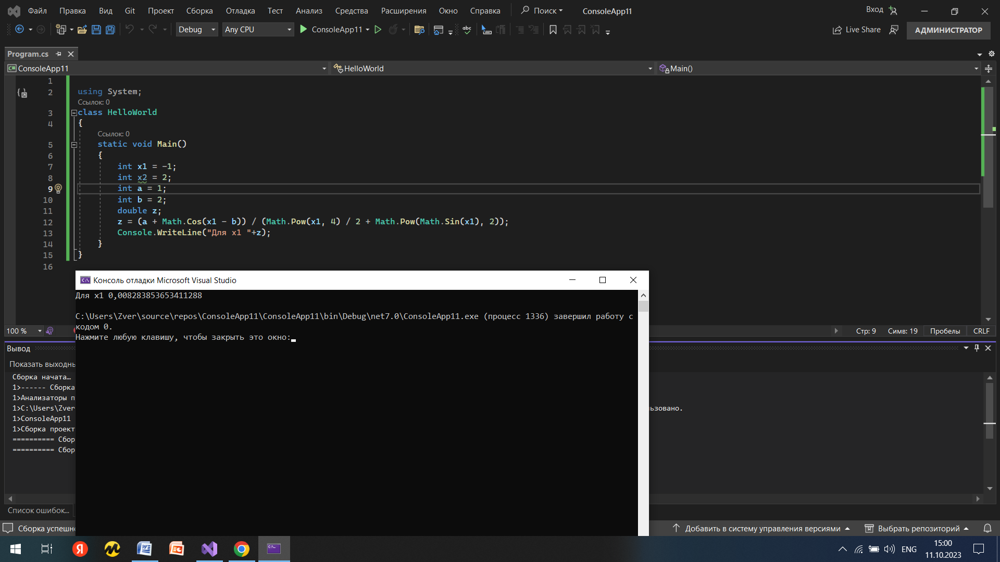 Файл Правка Вид Git Проект Сборка Отладка Тест Анализ Средства Расширения Окно Справка Поиск ConsoleApp11 Вход
Debug Any CPU ConsoleApp11 abc Live Share АДМИНИСТРАТОР
Program.cs
C# ConsoleApp11 HelloWorld Main()
1
2 using System;
Ссылок: 0
3 class HelloWorld
4 {
Ссылок: 0
5 static void Main()
6 {
7 int x1 = -1;
8 int x2 = 2;
9 int a = 1;
10 int b = 2;
11 double z;
12 z = (a + Math.Cos(x1 - b)) / (Math.Pow(x1, 4) / 2 + Math.Pow(Math.Sin(x1), 2));
13 Console.WriteLine("Для x1 "+z);
14 }
15 }
16
Консоль отладки Microsoft Visual Studio
Для x1 0,008283853653411288
C:\Users\Zver\source\repos\ConsoleApp11\ConsoleApp11\bin\Debug\net7.0\ConsoleApp11.exe (процесс 1336) завершил работу с
кодом 0.
Нажмите любую клавишу, чтобы закрыть это окно:
100 % Стр: 9 Симв: 19 Пробелы CRLF
Вывод
Показать выходны
Сборка начата…
1>------ Сборка
1>Анализаторы п
1>C:\Users\Zver ьзовано.
1>ConsoleApp11
1>Сборка проект
========== Сбор
========== Сбор
Список ошибок...
Сборка успешно Добавить в систему управления версиями Выбрать репозиторий
ENG 15:00
11.10.2023